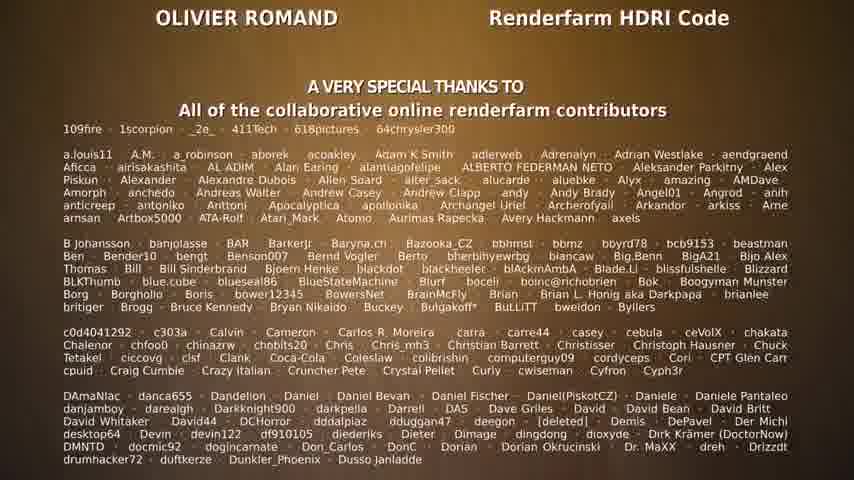 OLIVIER ROMAND Renderfarm HDRI Code
A VERY SPECIAL THANKS TO
All of the collaborative online renderfarm contributors
109fire · 1scorpion · _2e_ · 411Tech · 618pictures · 64chrysler300
a.louis11 · A.M. · a_robinson · aborek · acoakley · Adam K Smith · adlerweb · Adrenalyn · Adrian Westlake · aendgraend
Aficca · airisakashita · AL ADIM · Alan Earing · alantiagofelipe · ALBERTO FEDERMAN NETO · Aleksander Parkitny · Alex
Piskun · Alexander · Alexandre Dubois · Allen Soard · alter_sack · alucarde · aluebke · Alyx · amazing · AMDave ·
Amorph · anchedo · Andreas Walter · Andrew Casey · Andrew Clapp · andy · Andy Brady · Angel01 · Angrod · anih
anticreep · antoniko · Anttoni · Apocalyptica · apollonika · Archangel Uriel · Archerofyail · Arkandor · arkiss · Arne
arnsan · Artbox5000 · ATA-Rolf · Atari_Mark · Atomo · Aurimas Rapecka · Avery Hackmann · axels
B Johansson · banjolasse · BAR · BarkerJr · Baryna.cn · Bazooka_CZ · bbhmst · bbmz · bbyrd78 · bcb9153 · beastman
Ben · Bender10 · bengt · Benson007 · Bernd Vogler · Berto · bherbihyewrbg · biancaw · Big.Benn · BigA21 · Bijo Alex
Thomas · Bill · Bill Sinderbrand · Bjoern Henke · blackdot · blackheeler · blAckmAmbA · Blade.Li · blissfulshelle · Blizzard
BLKThumb · blue.cube · blueseal86 · BlueStateMachine · Blurf · boceli · boinc@richobrien · Bok · Boogyman Munster
Borg · Borgholio · Boris · bower12345 · BowersNet · BrainMcFly · Brian · Brian L. Honig aka Darkpapa · brianlee
britiger · Brogg · Bruce Kennedy · Bryan Nikaido · Buckey · Bulgakoff* · BuLLiTT · bweidon · Byllers
c0d4041292 · c303a · Calvin · Cameron · Carlos R. Moreira · carra · carre44 · casey · cebula · ceVoIX · chakata
Chalenor · chfoo0 · chinazrw · chobits20 · Chris · Chris_mh3 · Christian Barrett · Christisser · Christoph Hausner · Chuck
Tetakel · ciccovg · clsf · Clank · Coca-Cola · Coleslaw · colibrishin · computerguy09 · cordyceps · Cori · CPT Glen Carr
cpuid · Craig Cumbie · Crazy Italian · Cruncher Pete · Crystal Pellet · Curly · cwiseman · Cyfron · Cyph3r
DAmaNIac · danca655 · Dandelion · Daniel · Daniel Bevan · Daniel Fischer · Daniel(PiskotCZ) · Daniele · Daniele Pantaleo
danjamboy · darealgh · Darkknight900 · darkpella · Darrell · DAS · Dave Griles · David · David Bean · David Britt
David Whitaker · David44 · DCHorror · dddalpiaz · dduggan47 · deegon · [deleted] · Demis · DePavel · Der Michi
desktop64 · Devin · devin122 · df910105 · diederiks · Dieter · Dimage · dingdong · dioxyde · Dirk Krämer (DoctorNow)
DMNTD · docmic92 · dogincarnate · Don_Carlos · DonC · Dorian · Dorian Okrucinski · Dr. MaXX · dreh · Drizzdt
drumhacker72 · duftkerze · Dunkler_Phoenix · Dusso Janladde